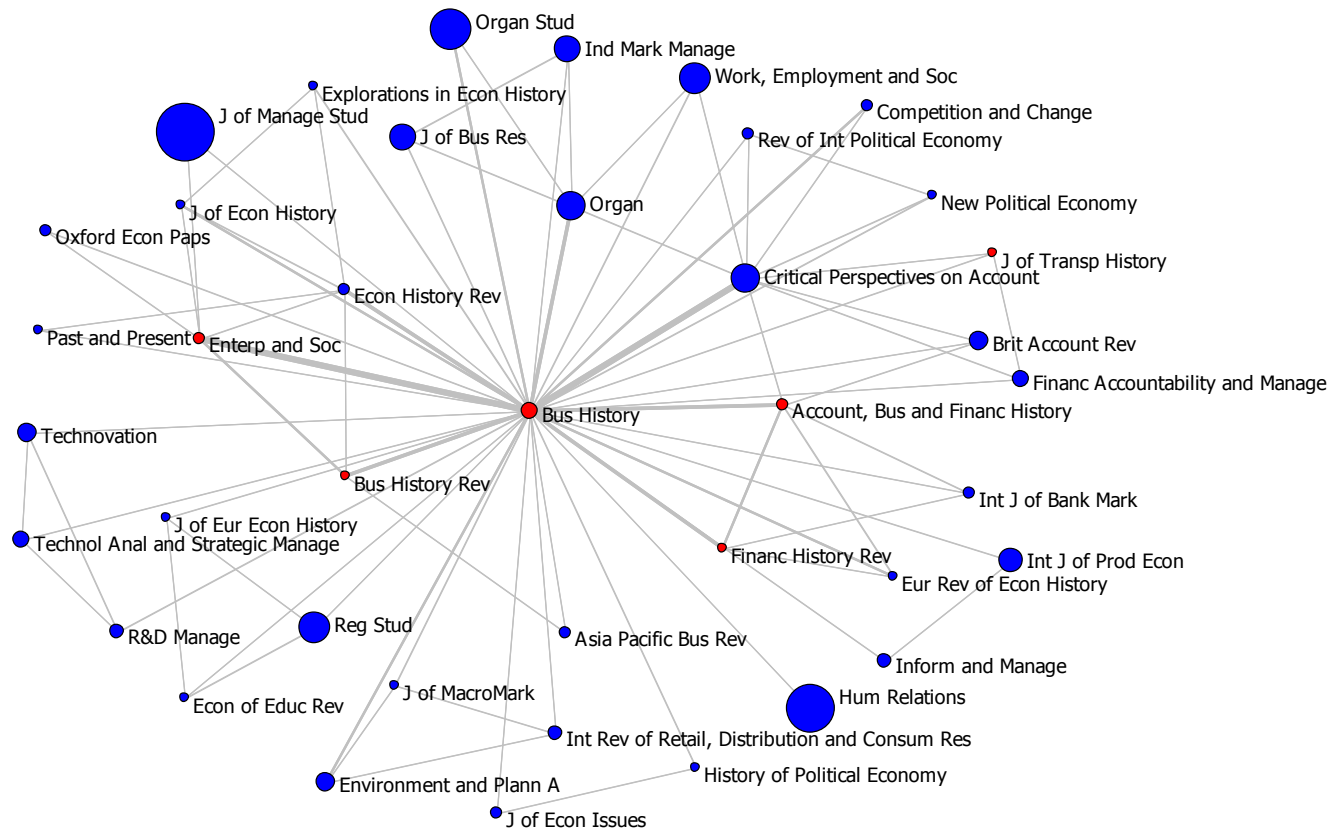 Organ Stud
Ind Mark Manage
Work, Employment and Soc
Explorations in Econ History
Competition and Change
J of Manage Stud
J of Bus Res
Rev of Int Political Economy
New Political Economy
Organ
J of Econ History
Oxford Econ Paps
J of Transp History
Critical Perspectives on Account
Econ History Rev
Past and Present
Enterp and Soc
Brit Account Rev
Financ Accountability and Manage
Bus History
Account, Bus and Financ History
Technovation
Bus History Rev
Int J of Bank Mark
J of Eur Econ History
Technol Anal and Strategic Manage
Financ History Rev
Int J of Prod Econ
Eur Rev of Econ History
Reg Stud
R&D Manage
Asia Pacific Bus Rev
Inform and Manage
J of MacroMark
Hum Relations
Econ of Educ Rev
Int Rev of Retail, Distribution and Consum Res
History of Political Economy
Environment and Plann A
J of Econ Issues